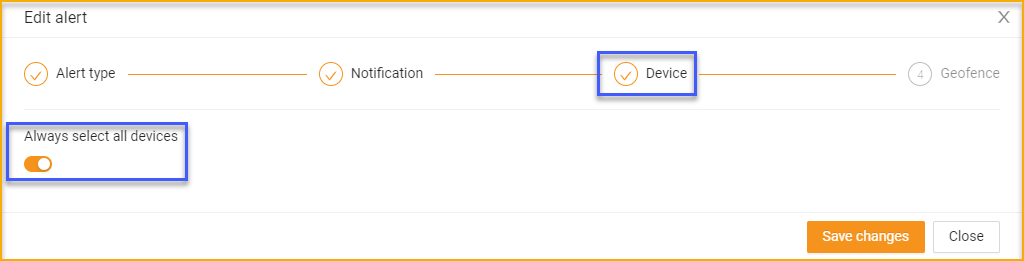 Edit alert X
Alert type Notification Device 4 Geofence
Always select all devices
Save changes Close